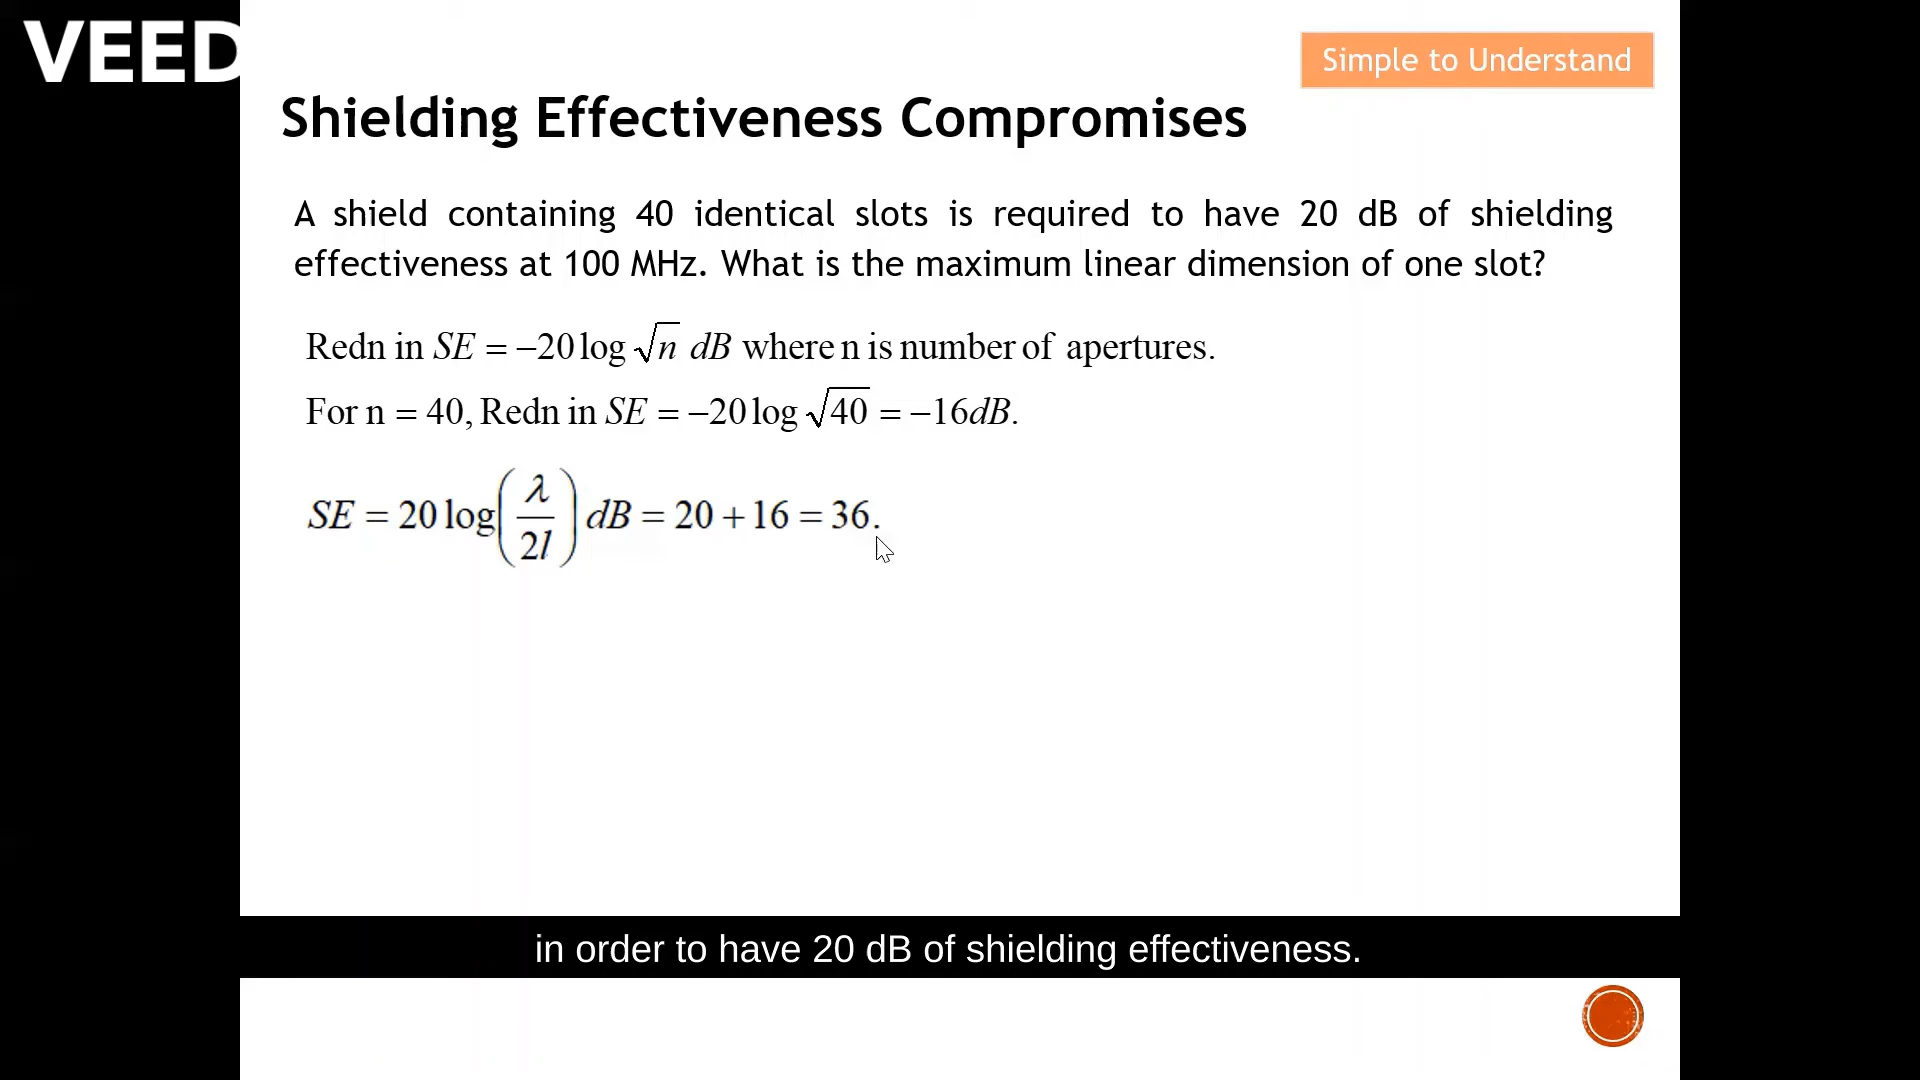 VEED
Simple to Understand
Shielding Effectiveness Compromises
A shield containing 40 identical slots is required to have 20 dB of shielding
effectiveness at 100 MHz. What is the maximum linear dimension of one slot?
Redn in SE = −20 log √n dB where n is number of apertures.
For n = 40, Redn in SE = −20 log √40 = −16dB.
SE = 20 log(λ/2l) dB = 20 + 16 = 36.
in order to have 20 dB of shielding effectiveness.